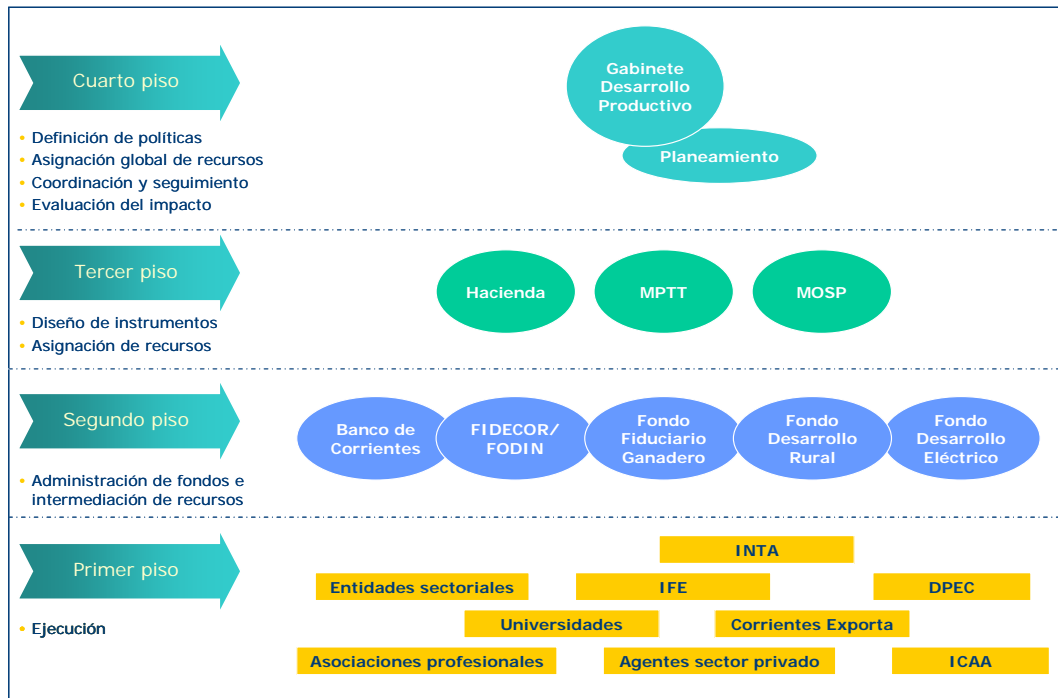 Cuarto piso
• Definición de políticas
• Asignación global de recursos
• Coordinación y seguimiento
• Evaluación del impacto
Gabinete
Desarrollo
Productivo
Planeamiento
Tercer piso
• Diseño de instrumentos
• Asignación de recursos
Hacienda
MPTT
MOSP
Segundo piso
• Administración de fondos e
intermediación de recursos
Banco de
Corrientes
FIDECOR/
FODIN
Fondo
Fiduciario
Ganadero
Fondo
Desarrollo
Rural
Fondo
Desarrollo
Eléctrico
Primer piso
• Ejecución
INTA
Entidades sectoriales
IFE
DPEC
Universidades
Corrientes Exporta
Asociaciones profesionales
Agentes sector privado
ICAA